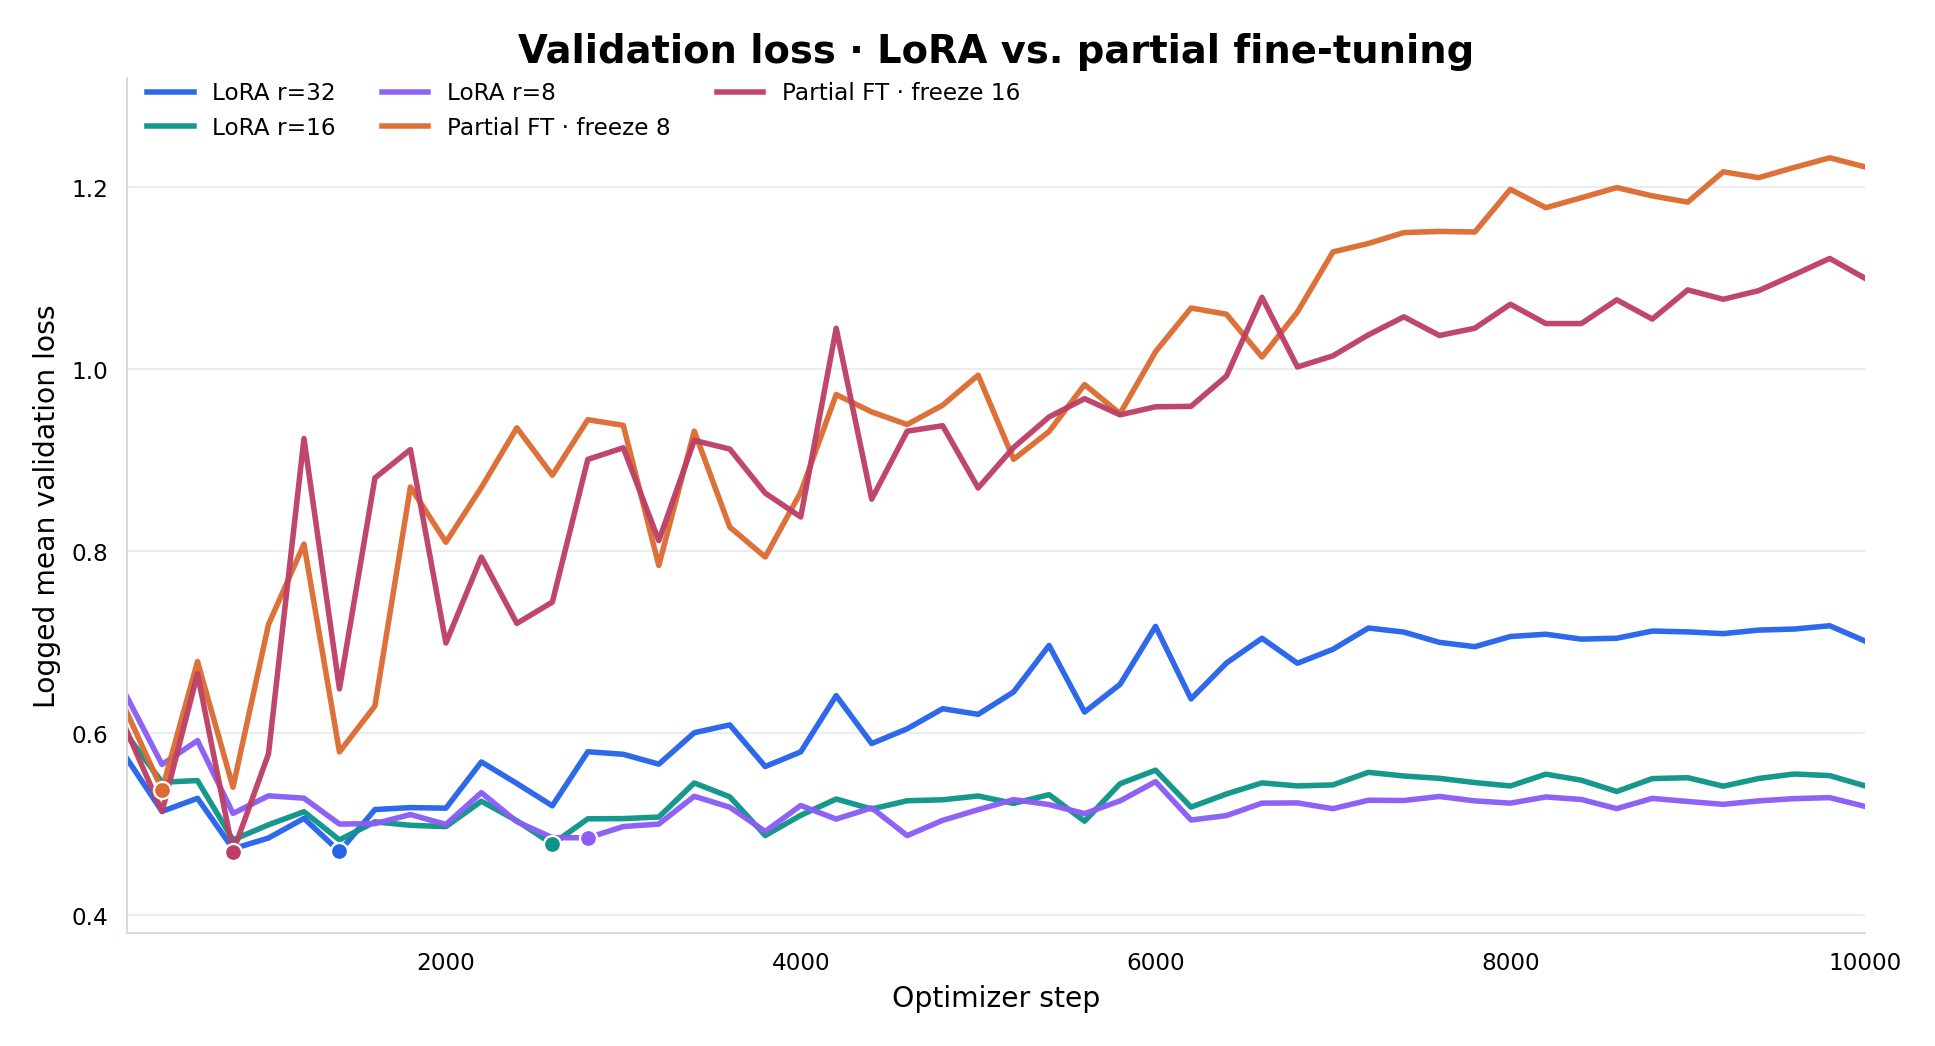 Validation loss · LoRA vs. partial fine-tuning
LoRA r=32
LoRA r=16
LoRA r=8
Partial FT · freeze 8
Partial FT · freeze 16
Logged mean validation loss
1.2
1.0
0.8
0.6
0.4
2000
4000
6000
8000
10000
Optimizer step